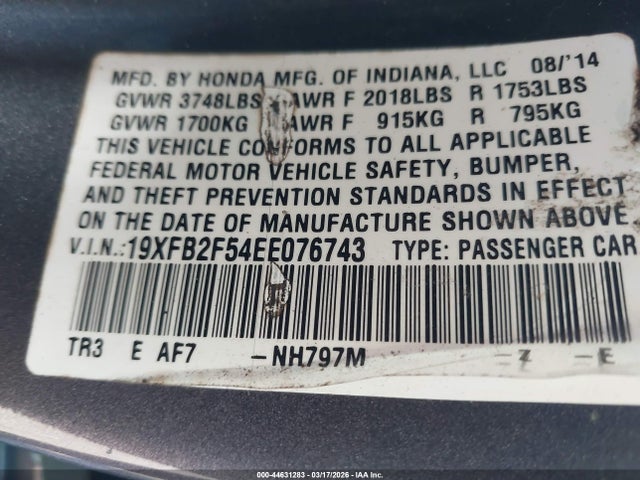 MFD. BY HONDA MFG. OF INDIANA, LLC 08/'14
GVWR 3748LBS GAWR F 2018LBS R 1753LBS
GVWR 1700KG GAWR F 915KG R 795KG
THIS VEHICLE CONFORMS TO ALL APPLICABLE
FEDERAL MOTOR VEHICLE SAFETY, BUMPER,
AND THEFT PREVENTION STANDARDS IN EFFECT
ON THE DATE OF MANUFACTURE SHOWN ABOVE.
V.I.N.:19XFB2F54EE076743 TYPE: PASSENGER CAR
TR3 E AF7 -NH797M -Z -E
000-44631283 | 03/17/2026 | IAA Inc.